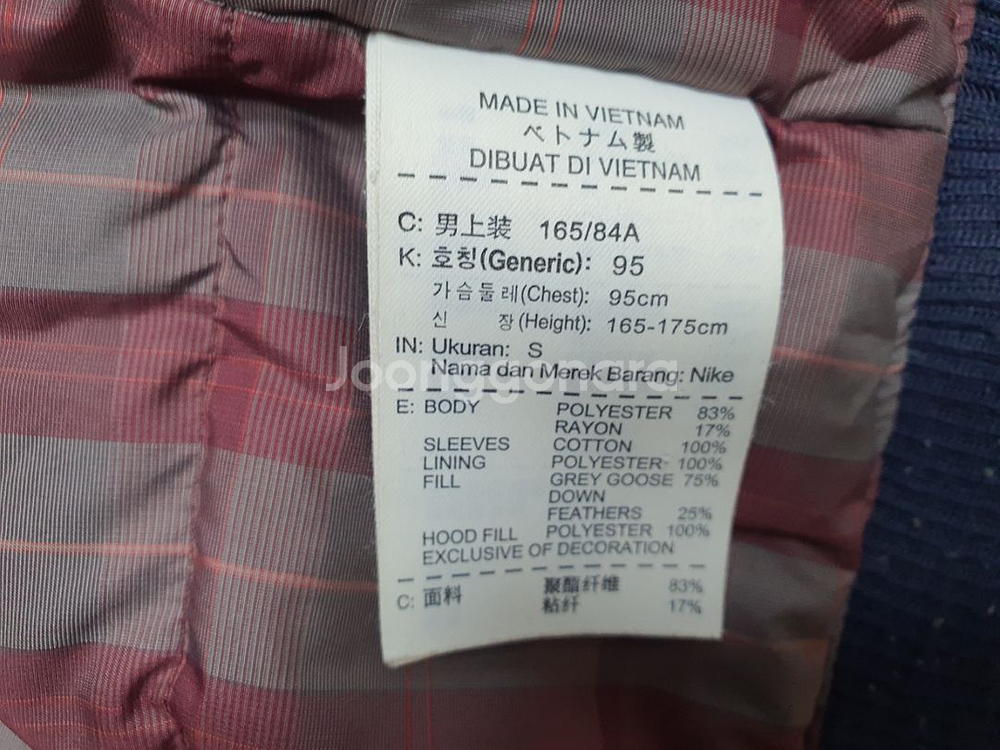 MADE IN VIETNAM
ベトナム製
DIBUAT DI VIETNAM
C: 男上装 165/84A
K: 호칭(Generic): 95
가슴둘레(Chest): 95cm
신 장(Height): 165-175cm
IN: Ukuran: S
Nama dan Merek Barang: Nike
Joonggonara
E: BODY POLYESTER 83%
RAYON 17%
SLEEVES COTTON 100%
LINING POLYESTER 100%
FILL GREY GOOSE 75%
DOWN
FEATHERS 25%
HOOD FILL POLYESTER 100%
EXCLUSIVE OF DECORATION
C: 面料 聚酯纤维 83%
粘纤 17%